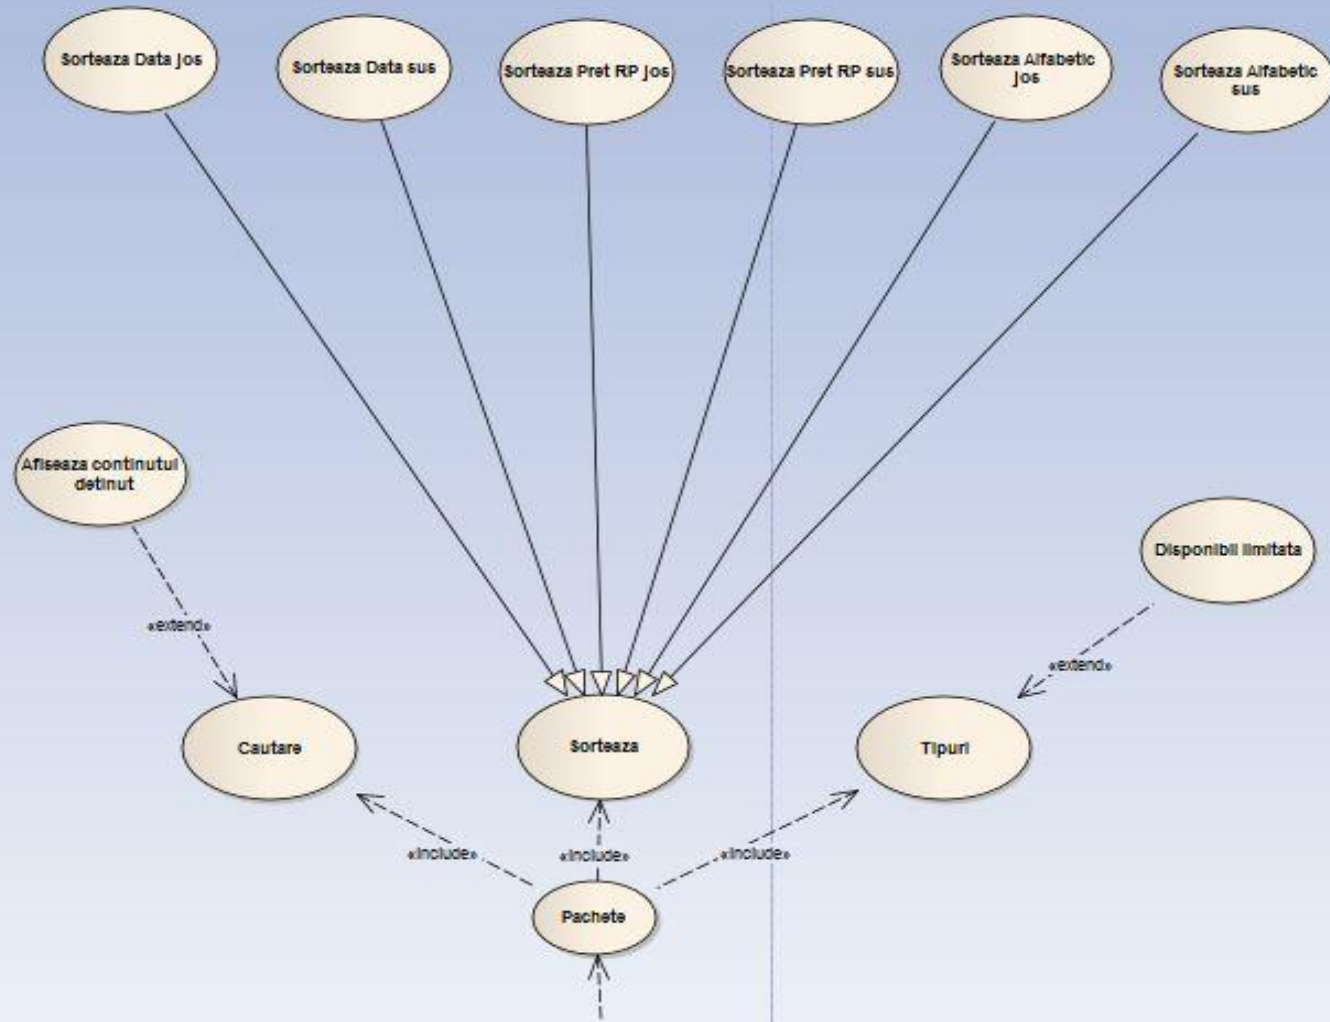 Sorteaza Data jos
Sorteaza Data sus
Sorteaza Pret RP jos
Sorteaza Pret RP sus
Sorteaza Alfabetic
jos
Sorteaza Alfabetic
sus
Afiseaza continutul
detinut
Disponibil limitata
«extend»
«extend»
Cautare
Sorteaza
Tipuri
«include»
«include»
«include»
Pachete